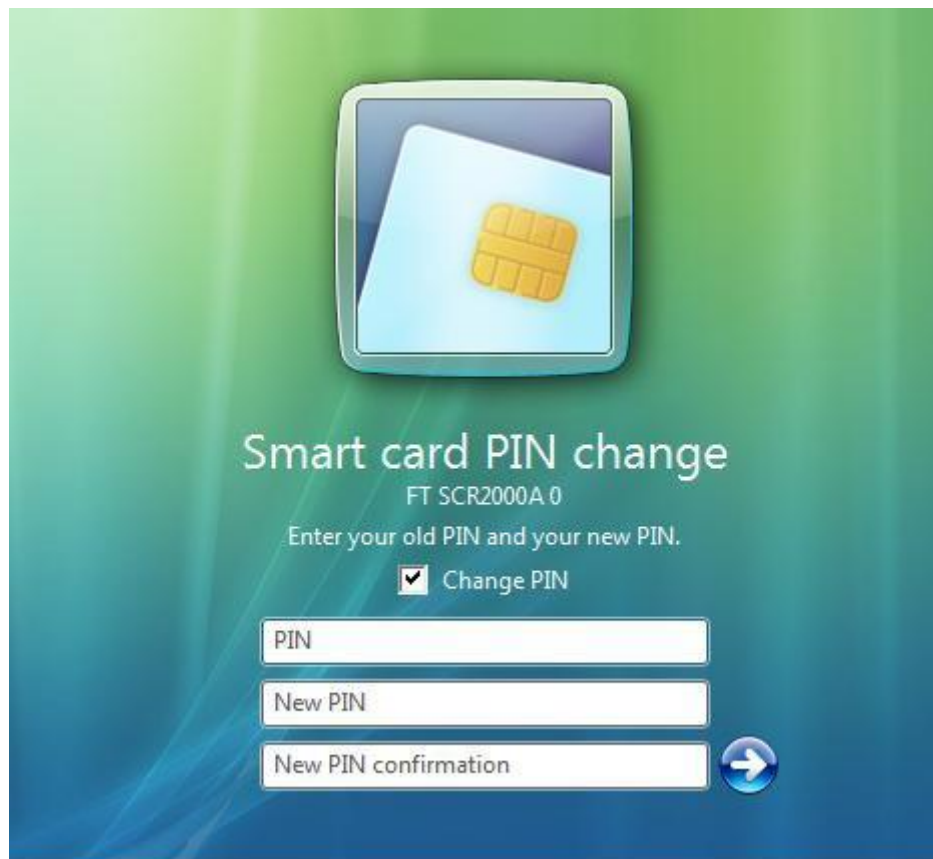 Smart card PIN change
FT SCR2000A 0
Enter your old PIN and your new PIN.
Change PIN
PIN
New PIN
New PIN confirmation